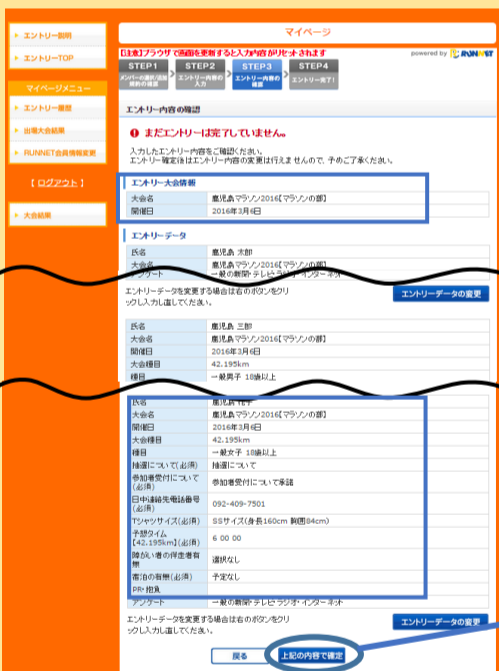 エントリー説明
エントリーTOP
マイページメニュー
エントリー履歴
出場大会結果
RUNNET会員情報変更
【 ログアウト 】
大会結果
マイページ
【注意】ブラウザで画面を更新すると入力内容がリセットされます
powered by RUNNET
STEP1 STEP2 STEP3 STEP4
メンバーの選択/追加 規約の確認
エントリー内容の入力
エントリー内容の確認
エントリー完了!
エントリー内容の確認
まだエントリーは完了していません。
入力したエントリー内容をご確認ください。
エントリー確定後はエントリー内容の変更は行えませんので、予めご了承ください。
エントリー大会情報
大会名 鹿児島マラソン2016【マラソンの部】
開催日 2016年3月6日
エントリーデータ
氏名 鹿児島 太郎
大会名 鹿児島マラソン2016【マラソンの部】
アンケート 一般の新聞・テレビ・ラジオ・インターネット
エントリーデータを変更する場合は右のボタンをクリ
ックし入力し直してください。
エントリーデータの変更
氏名 鹿児島 三郎
大会名 鹿児島マラソン2016【マラソンの部】
開催日 2016年3月6日
大会種目 42.195km
種目 一般男子 18歳以上
氏名 鹿児島 花子
大会名 鹿児島マラソン2016【マラソンの部】
開催日 2016年3月6日
大会種目 42.195km
種目 一般女子 18歳以上
抽選について(必須) 抽選について
参加者受付について(必須) 参加者受付について承諾
日中連絡先電話番号(必須) 092-409-7501
Tシャツサイズ(必須) SSサイズ(身長160cm 胸囲84cm)
予想タイム【42.195km】(必須) 6 00 00
障がい者の伴走者有無 選択なし
宿泊の有無(必須) 予定なし
PR・抱負
アンケート 一般の新聞・テレビ・ラジオ・インターネット
エントリーデータを変更する場合は右のボタンをクリ
ックし入力し直してください。
エントリーデータの変更
戻る 上記の内容で確定